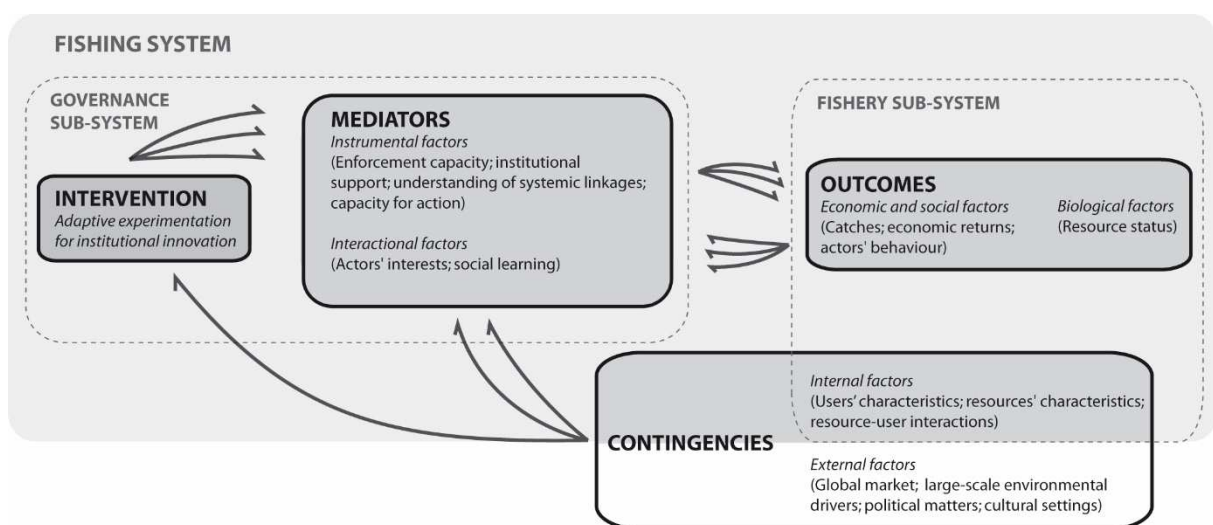 FISHING SYSTEM
GOVERNANCE
SUB-SYSTEM
INTERVENTION
Adaptive experimentation
for institutional innovation
MEDIATORS
Instrumental factors
(Enforcement capacity; institutional
support; understanding of systemic linkages;
capacity for action)
Interactional factors
(Actors' interests; social learning)
FISHERY SUB-SYSTEM
OUTCOMES
Economic and social factors
(Catches; economic returns;
actors' behaviour)
Biological factors
(Resource status)
CONTINGENCIES
Internal factors
(Users' characteristics; resources' characteristics;
resource-user interactions)
External factors
(Global market; large-scale environmental
drivers; political matters; cultural settings)